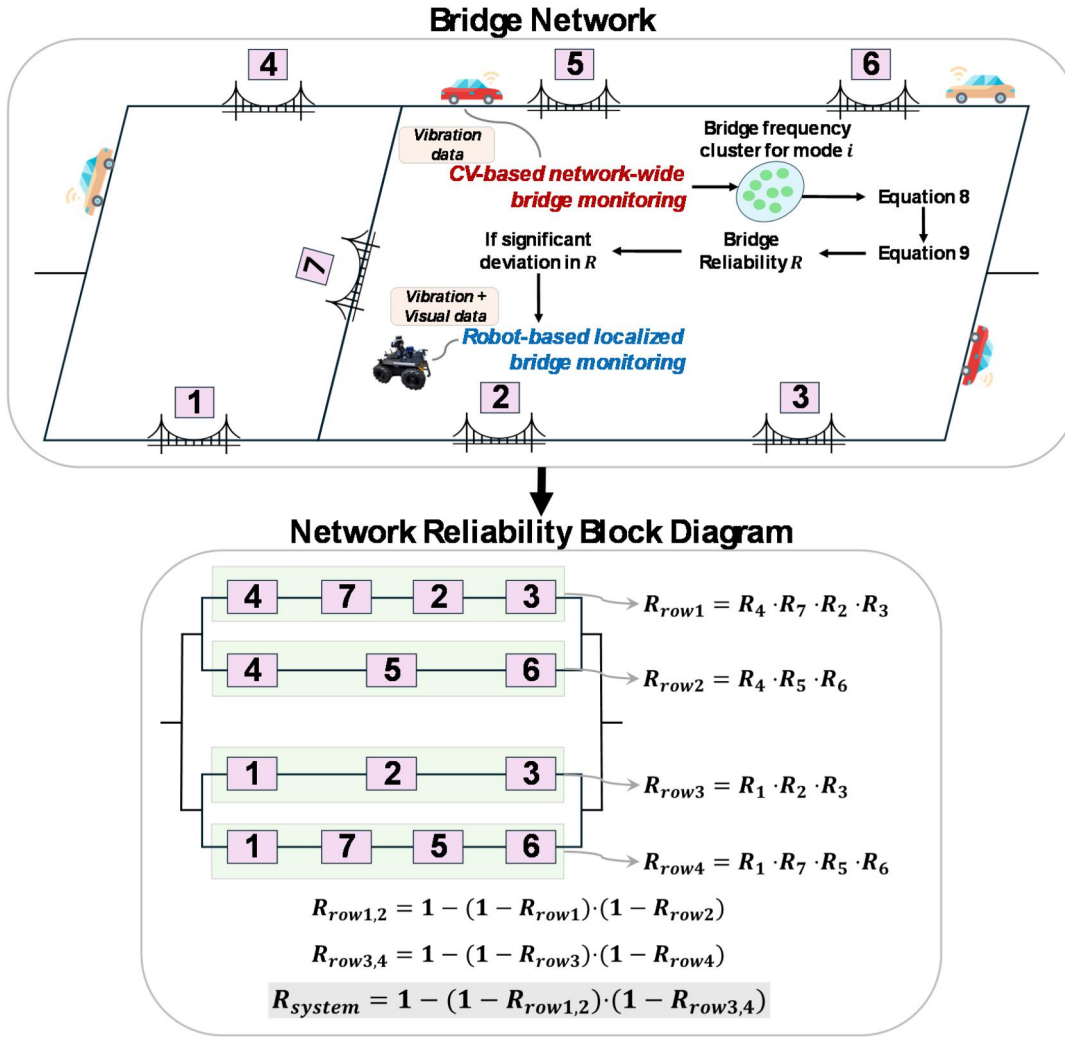 Bridge Network
4
5
6
Vibration
data
Bridge frequency
cluster for mode i
CV-based network-wide
bridge monitoring
Equation 8
7
If significant
deviation in R
Bridge
Reliability R
Equation 9
Vibration +
Visual data
Robot-based localized
bridge monitoring
1
2
3
Network Reliability Block Diagram
4 7 2 3
R_row1 = R_4 · R_7 · R_2 · R_3
4 5 6
R_row2 = R_4 · R_5 · R_6
1 2 3
R_row3 = R_1 · R_2 · R_3
1 7 5 6
R_row4 = R_1 · R_7 · R_5 · R_6
R_row1,2 = 1 − (1 − R_row1)·(1 − R_row2)
R_row3,4 = 1 − (1 − R_row3)·(1 − R_row4)
R_system = 1 − (1 − R_row1,2)·(1 − R_row3,4)